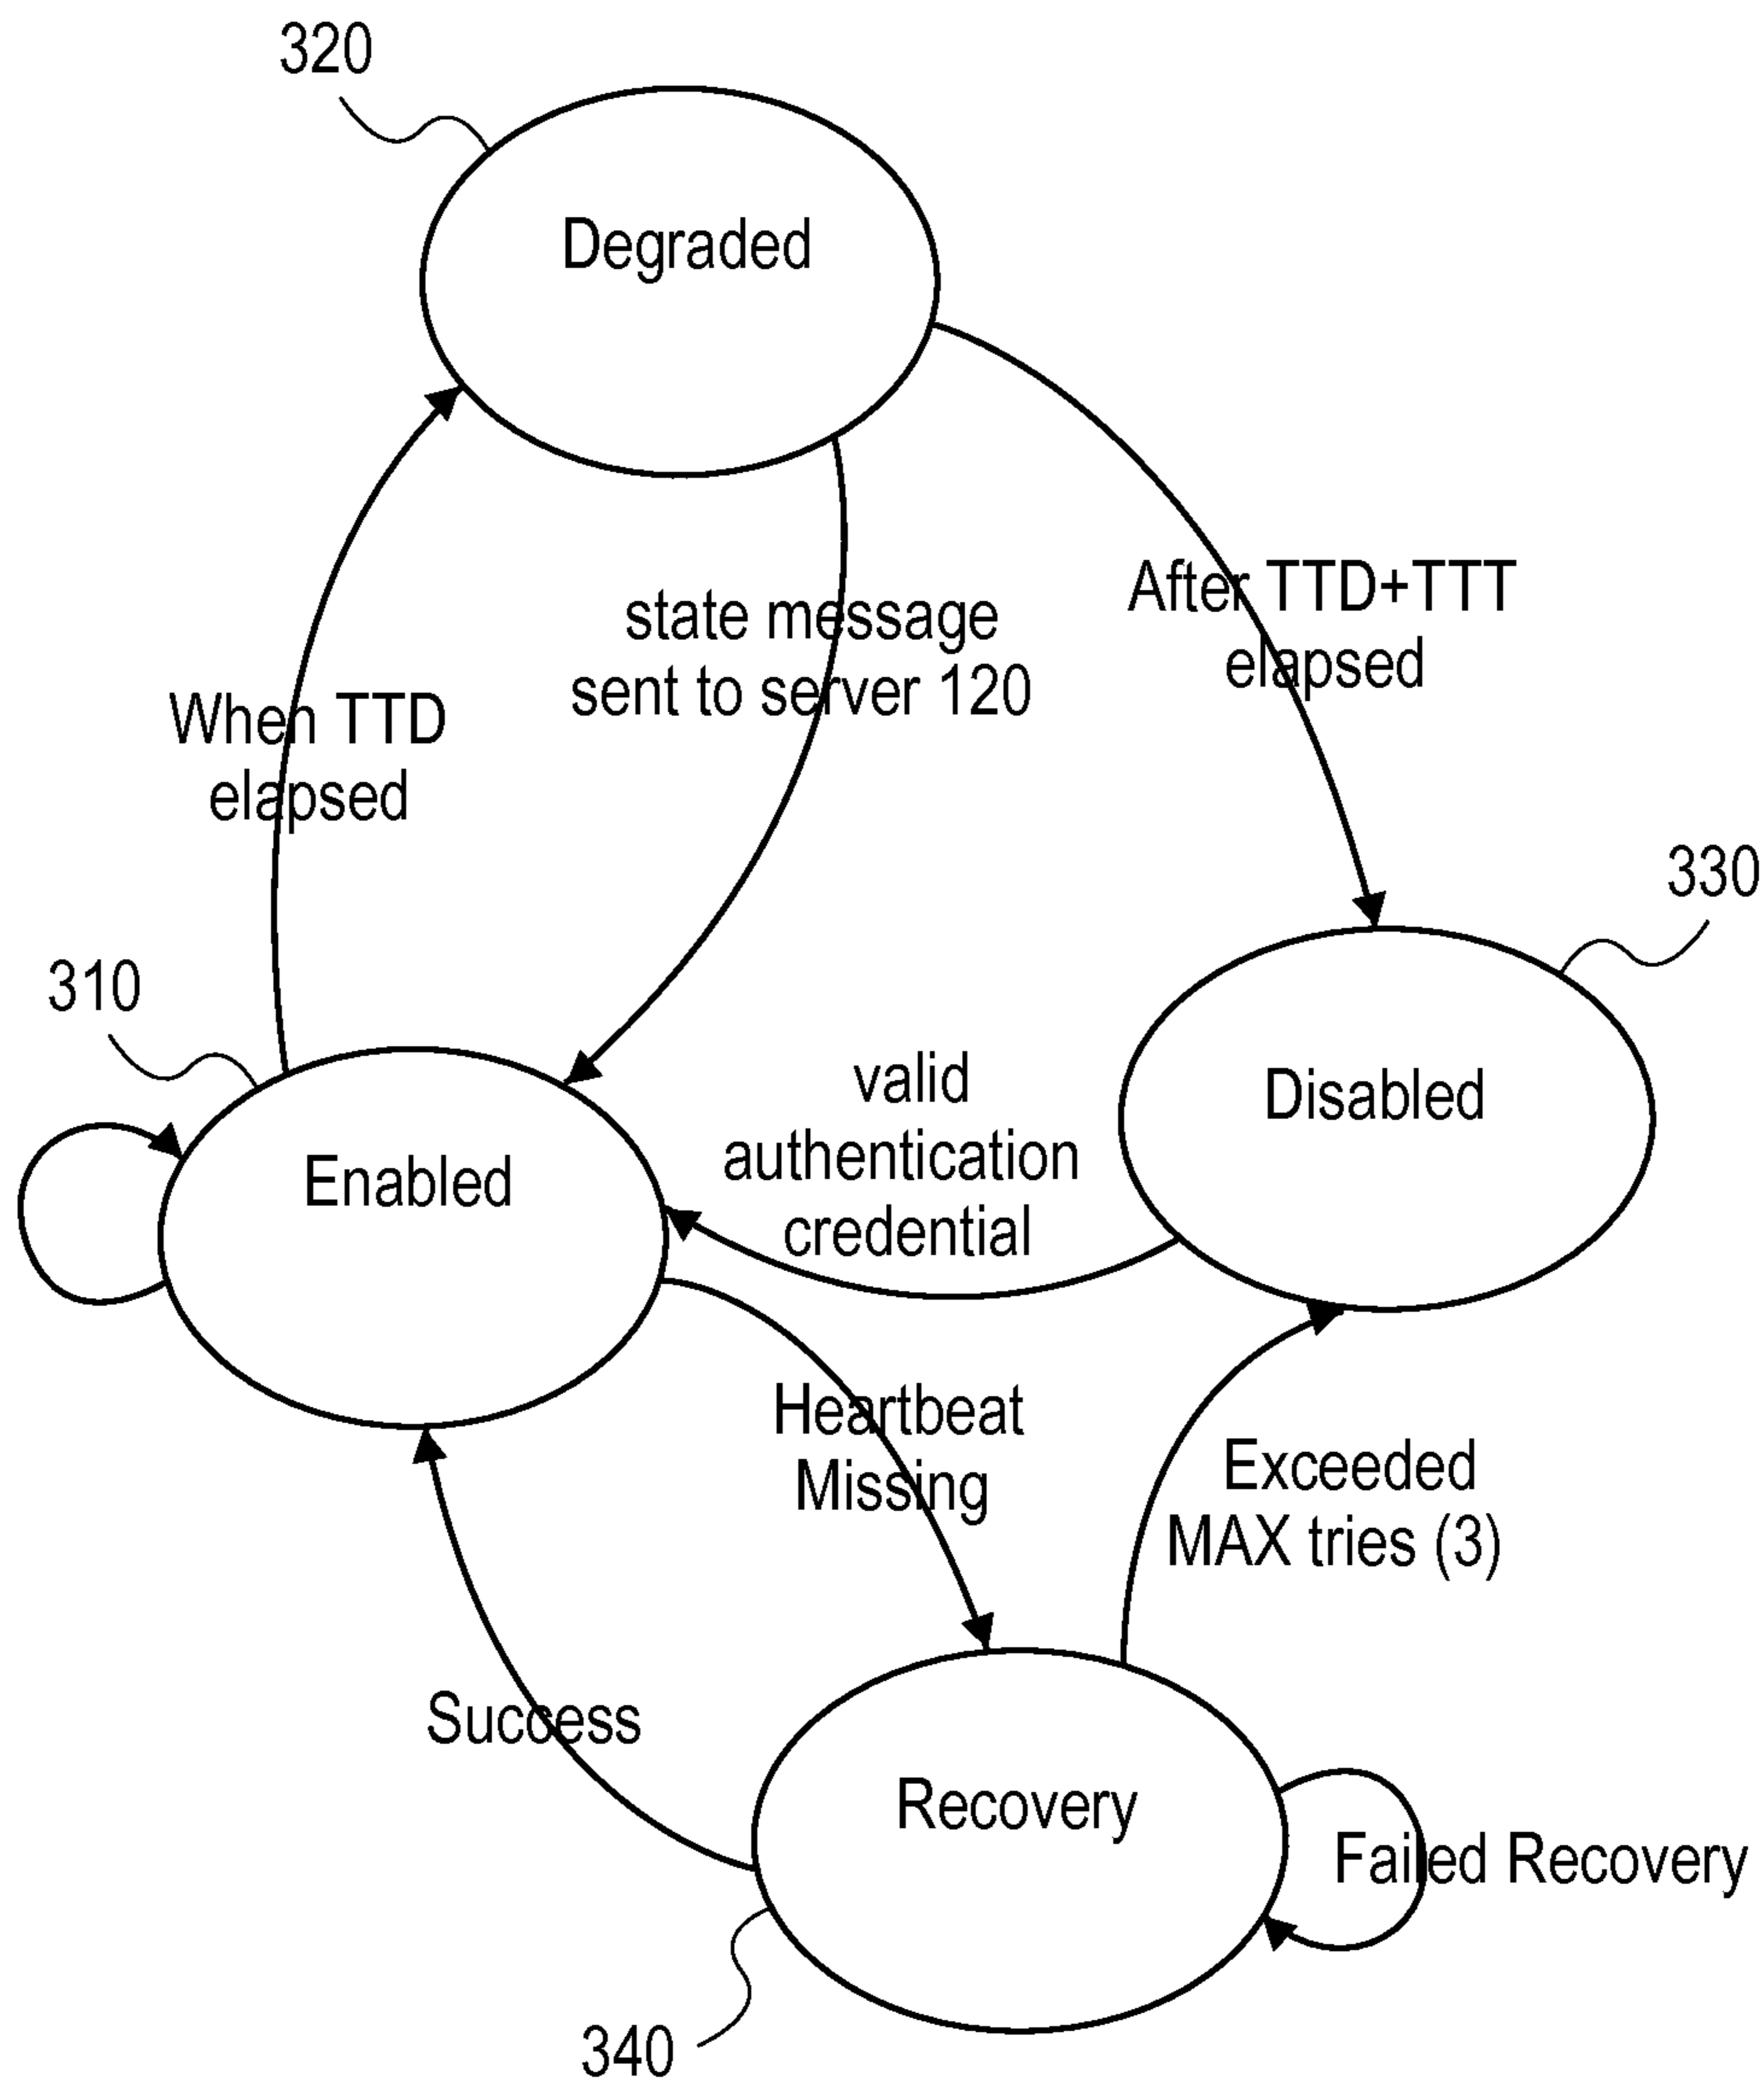 320
Degraded
After TTD+TTT
elapsed
state message
sent to server 120
When TTD
elapsed
330
310
Disabled
valid
authentication
credential
Enabled
Heartbeat
Missing
Exceeded
MAX tries (3)
Success
Recovery
Failed Recovery
340